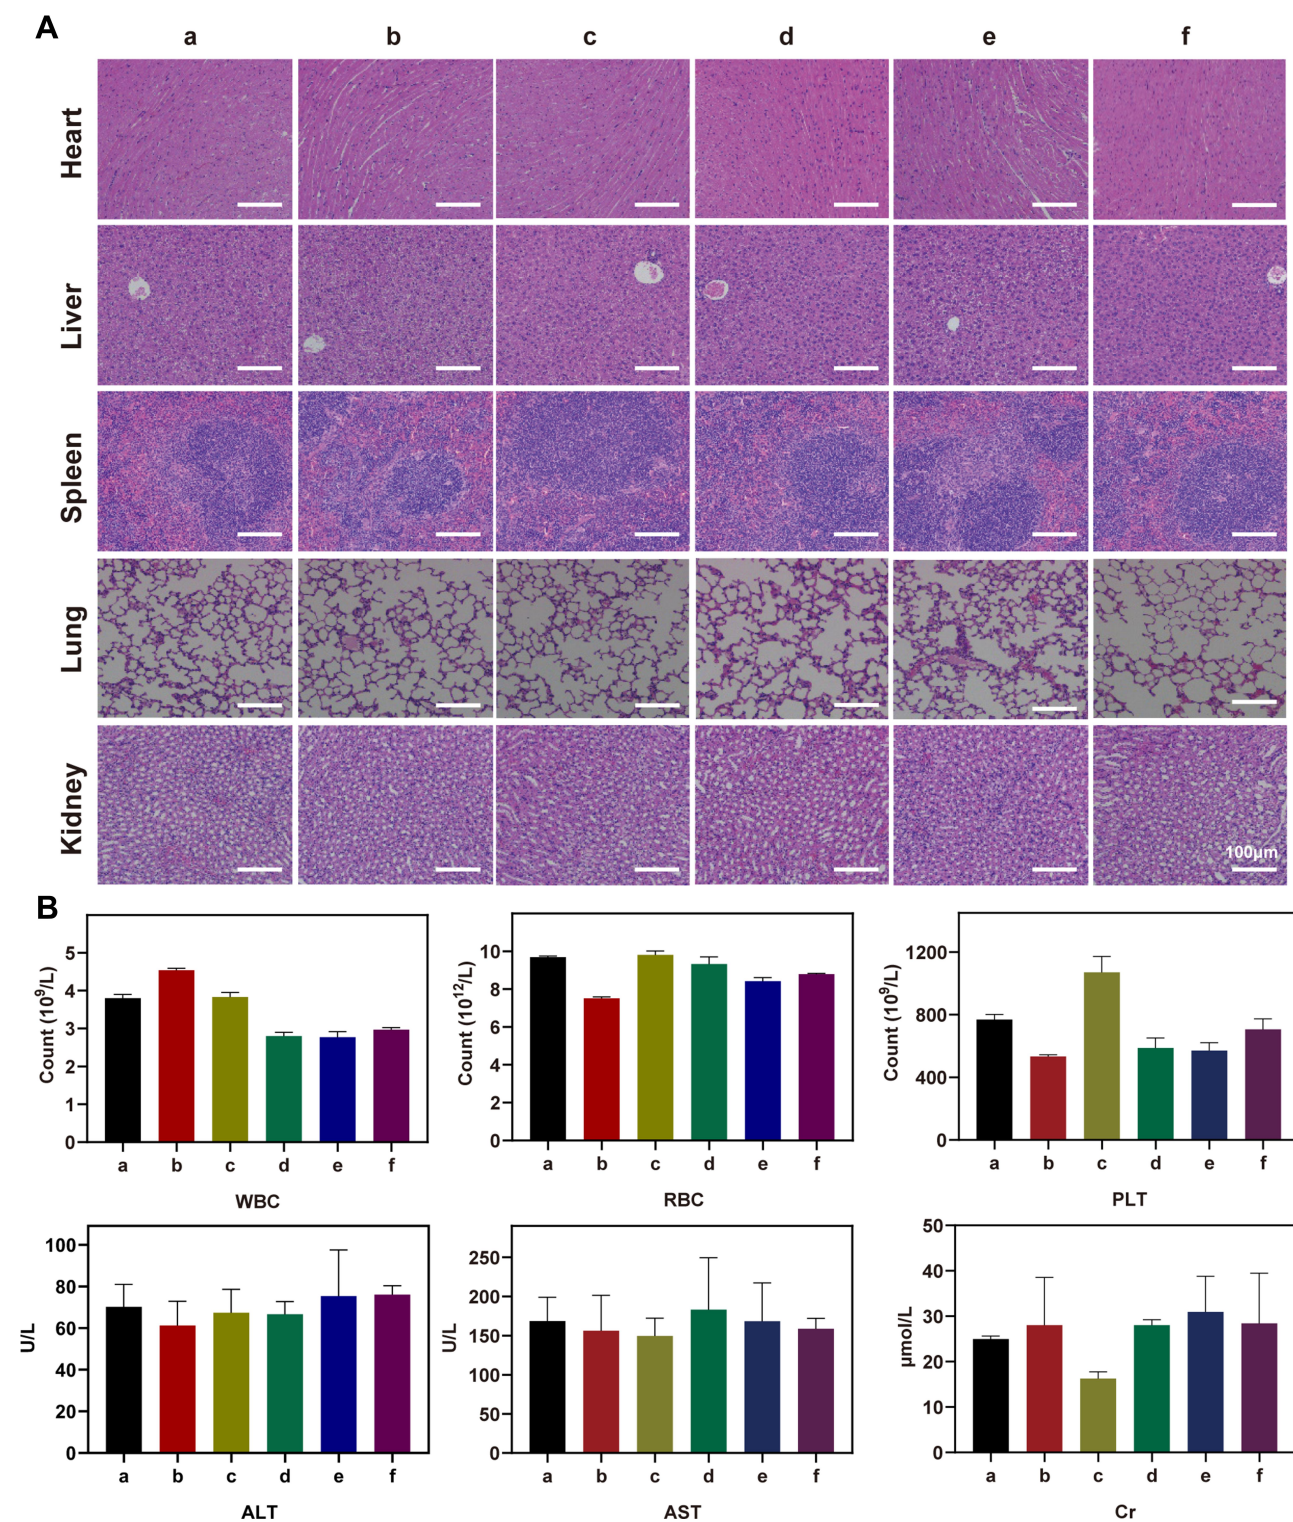 A
a b c d e f
Heart
Liver
Spleen
Lung
Kidney
100μm
B
Count (10⁹/L)
5
4
3
2
1
0
a b c d e f
WBC
Count (10¹²/L)
10
8
6
4
2
0
a b c d e f
RBC
Count (10⁹/L)
1200
800
400
0
a b c d e f
PLT
U/L
100
80
60
40
20
0
a b c d e f
ALT
U/L
250
200
150
100
50
0
a b c d e f
AST
μmol/L
50
40
30
20
10
0
a b c d e f
Cr